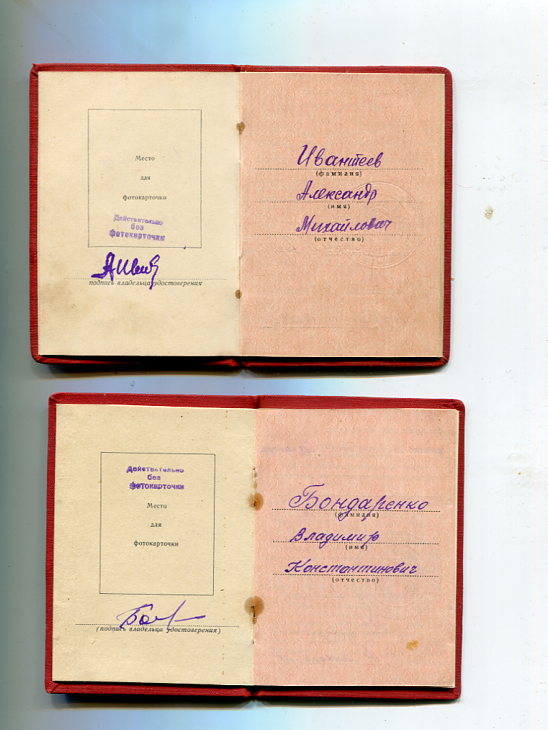 Место
для
фотокарточки
Действительно
без
фотокарточки
подпись владельца удостоверения
Ивантеев
(фамилия)
Александр
(имя)
Михайлович
(отчество)
Действительно
без
фотокарточки
Место
для
фотокарточки
(подпись владельца удостоверения)
Бондаренко
(фамилия)
Владимир
(имя)
Константинович
(отчество)